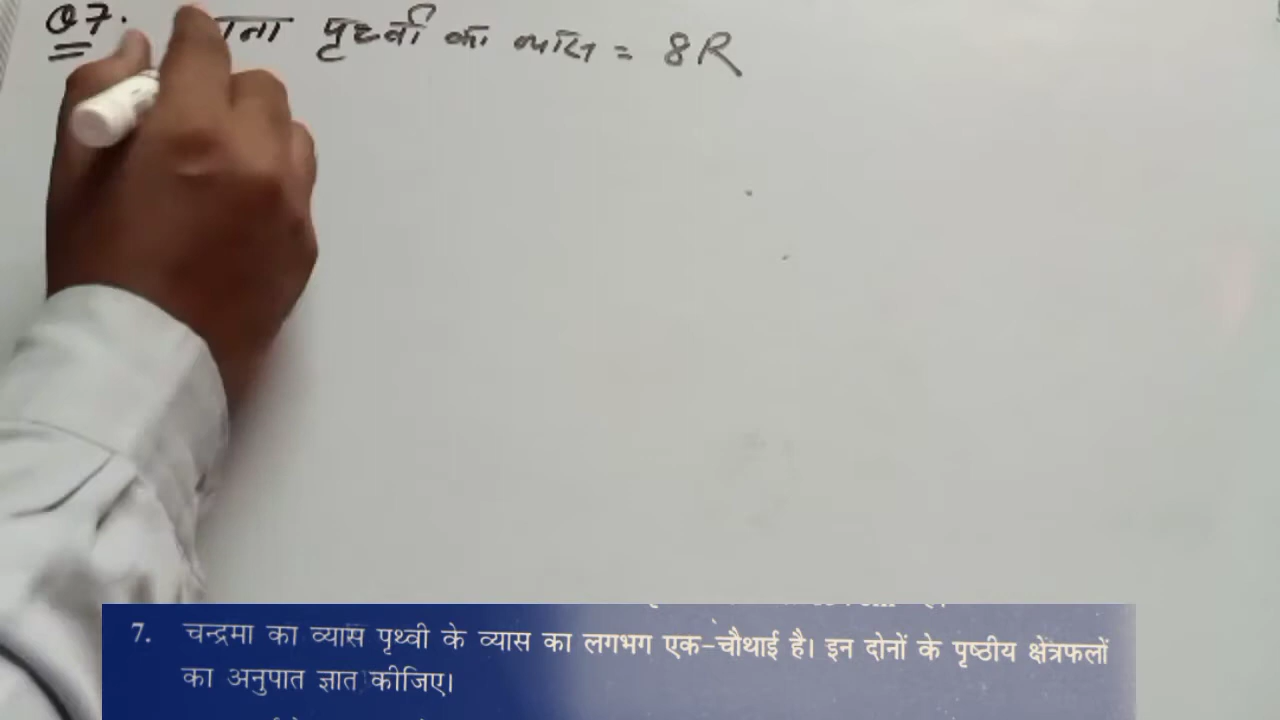 Q7. पृथ्वी का व्यास = 8R
7. चन्द्रमा का व्यास पृथ्वी के व्यास का लगभग एक-चौथाई है। इन दोनों के पृष्ठीय क्षेत्रफलों
का अनुपात ज्ञात कीजिए।